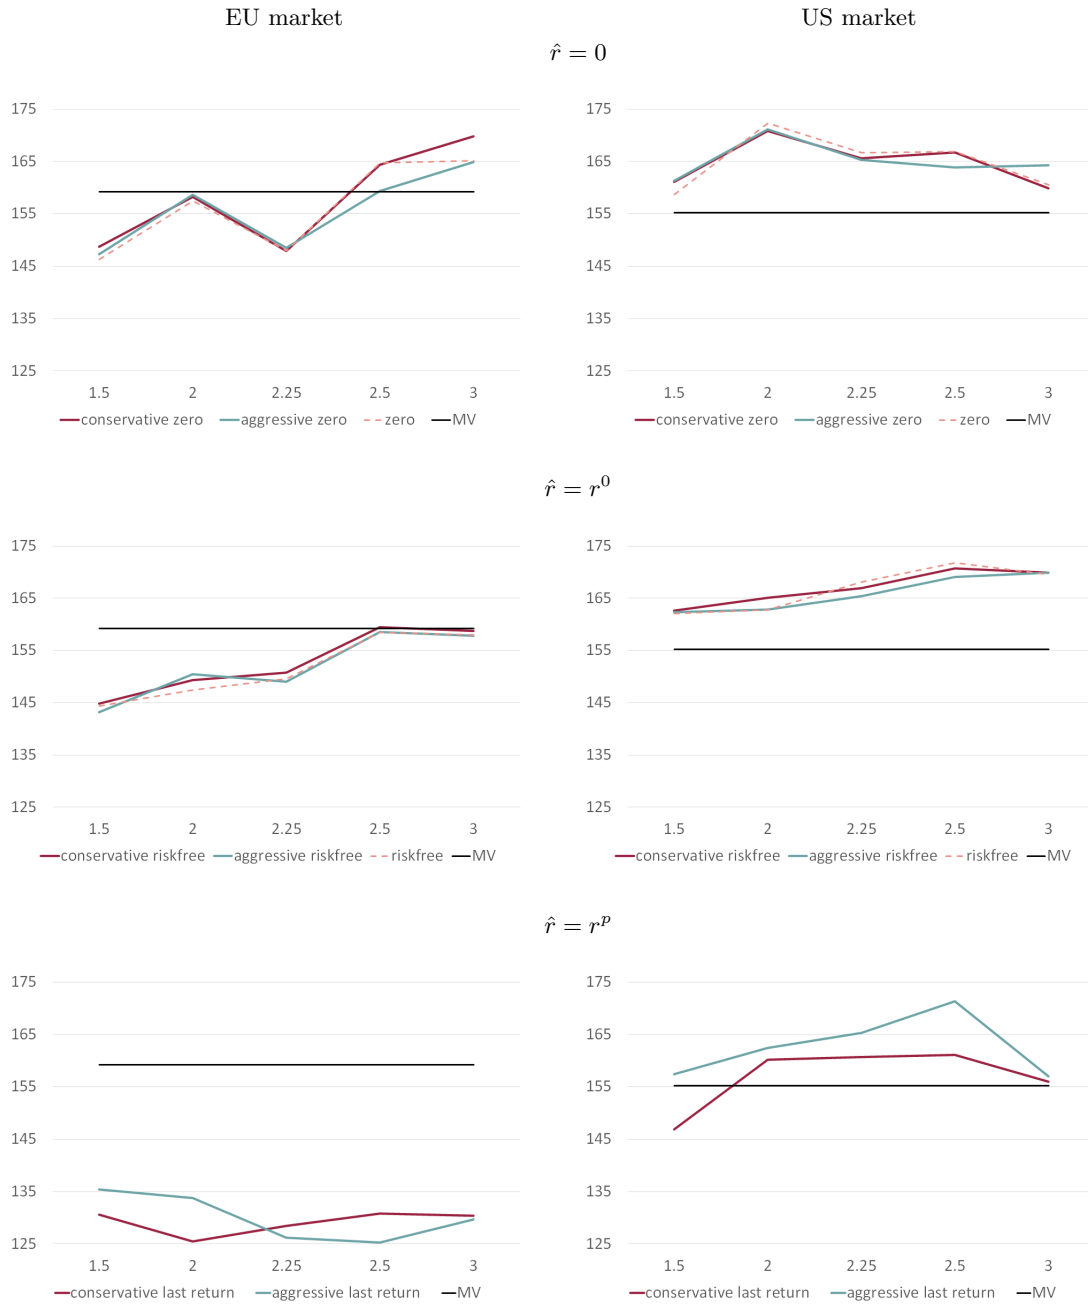 EU market US market
r̂ = 0
175 175
165 165
155 155
145 145
135 135
125 125
1.5 2 2.25 2.5 3 1.5 2 2.25 2.5 3
conservative zero aggressive zero zero MV conservative zero aggressive zero zero MV
r̂ = r⁰
175 175
165 165
155 155
145 145
135 135
125 125
1.5 2 2.25 2.5 3 1.5 2 2.25 2.5 3
conservative riskfree aggressive riskfree riskfree MV conservative riskfree aggressive riskfree riskfree MV
r̂ = rᵖ
175 175
165 165
155 155
145 145
135 135
125 125
1.5 2 2.25 2.5 3 1.5 2 2.25 2.5 3
conservative last return aggressive last return MV conservative last return aggressive last return MV